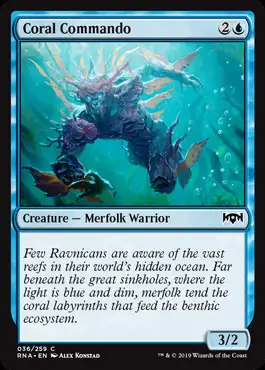 Coral Commando 2
Creature — Merfolk Warrior
Few Ravnicans are aware of the vast
reefs in their world's hidden ocean. Far
beneath the great sinkholes, where the
light is blue and dim, merfolk tend the
coral labyrinths that feed the benthic
ecosystem.
3/2
036/259 C
RNA • EN ALEX KONSTAD
™ & © 2019 Wizards of the Coast